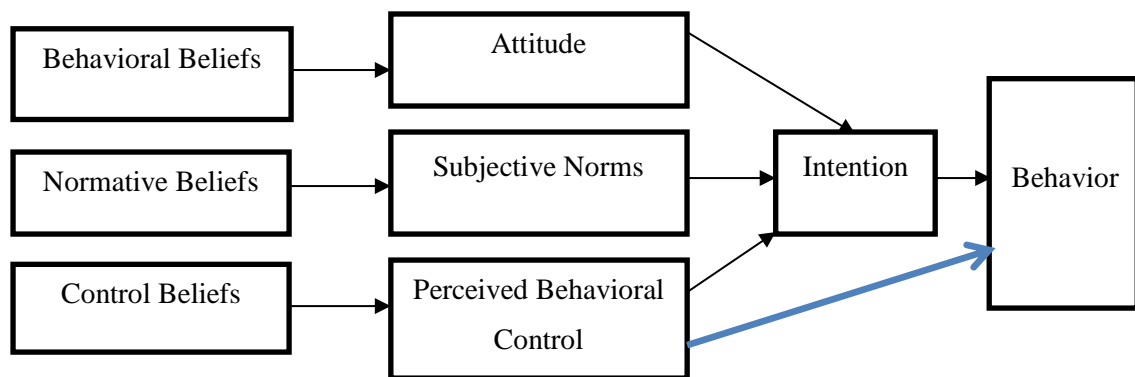 Behavioral Beliefs
Attitude
Normative Beliefs
Subjective Norms
Intention
Behavior
Control Beliefs
Perceived Behavioral
Control